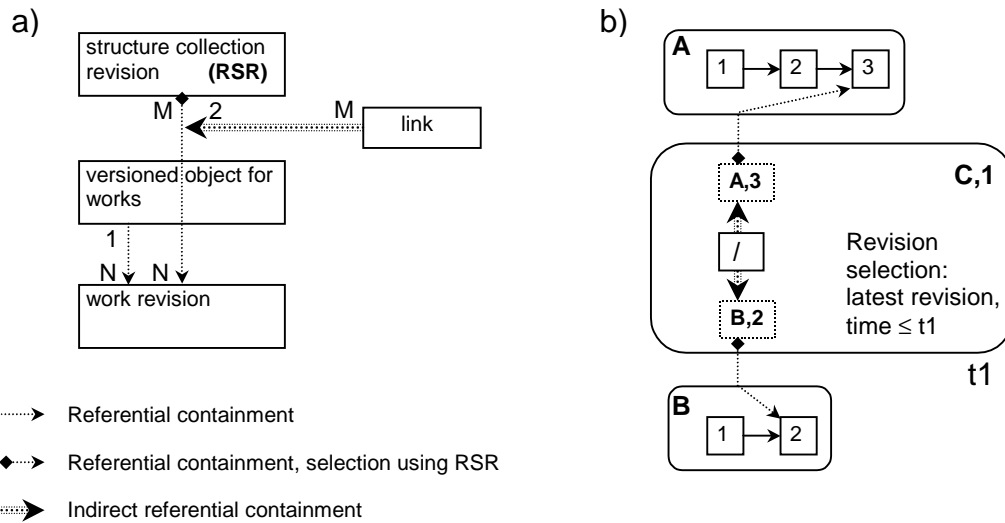 a)
structure collection
revision (RSR)
M
2
M
link
versioned object for
works
1
N
N
work revision
Referential containment
Referential containment, selection using RSR
Indirect referential containment
b)
A
1
2
3
C,1
A,3
/
B,2
Revision
selection:
latest revision,
time ≤ t1
t1
B
1
2